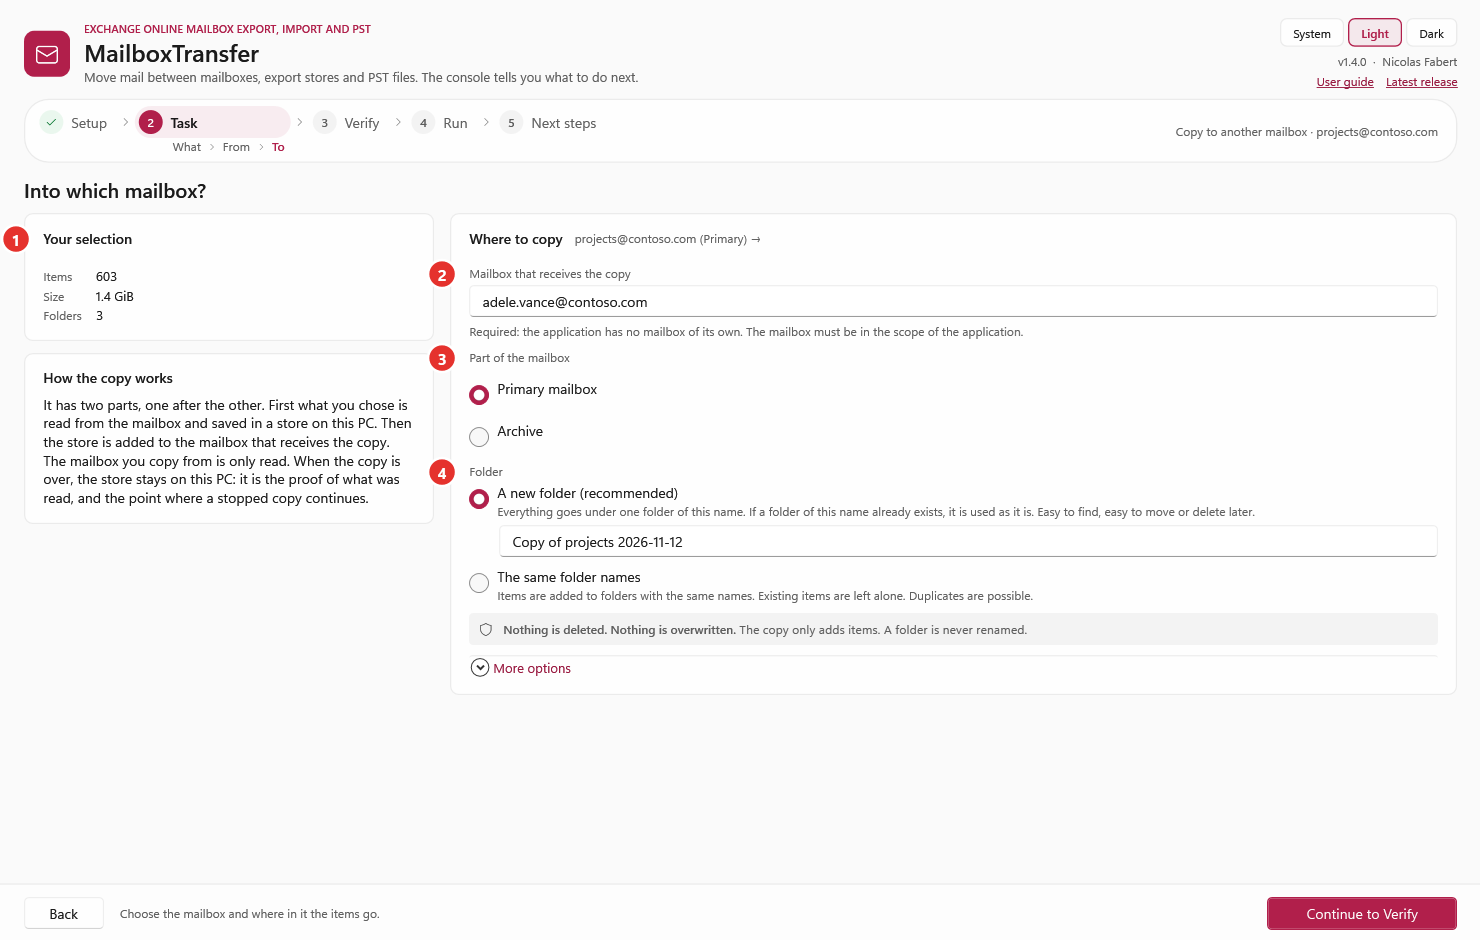 EXCHANGE ONLINE MAILBOX EXPORT, IMPORT AND PST
MailboxTransfer
Move mail between mailboxes, export stores and PST files. The console tells you what to do next.
System Light Dark
v1.4.0 · Nicolas Fabert
User guide Latest release
Setup
2 Task
3 Verify
4 Run
5 Next steps
What From To
Copy to another mailbox · projects@contoso.com
Into which mailbox?
1
Your selection
Items 603
Size 1.4 GiB
Folders 3
How the copy works
It has two parts, one after the other. First what you chose is
read from the mailbox and saved in a store on this PC. Then
the store is added to the mailbox that receives the copy.
The mailbox you copy from is only read. When the copy is
over, the store stays on this PC: it is the proof of what was
read, and the point where a stopped copy continues.
Where to copy projects@contoso.com (Primary) →
2
Mailbox that receives the copy
adele.vance@contoso.com
Required: the application has no mailbox of its own. The mailbox must be in the scope of the application.
3
Part of the mailbox
Primary mailbox
Archive
4
Folder
A new folder (recommended)
Everything goes under one folder of this name. If a folder of this name already exists, it is used as it is. Easy to find, easy to move or delete later.
Copy of projects 2026-11-12
The same folder names
Items are added to folders with the same names. Existing items are left alone. Duplicates are possible.
Nothing is deleted. Nothing is overwritten. The copy only adds items. A folder is never renamed.
More options
Back
Choose the mailbox and where in it the items go.
Continue to Verify